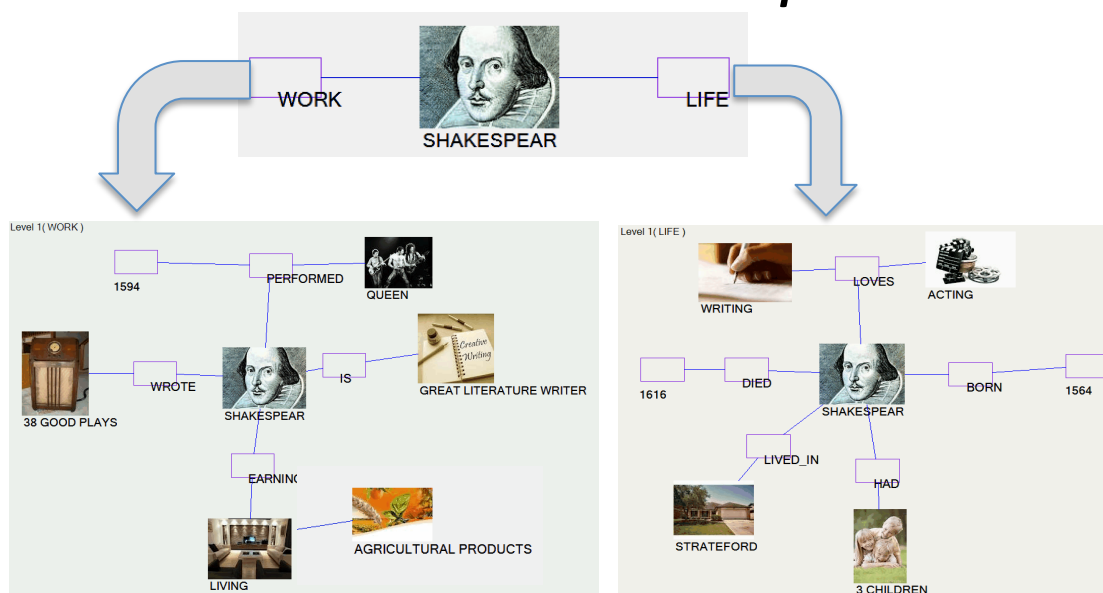 WORK
LIFE
SHAKESPEAR
Level 1( WORK )
PERFORMED
1594
QUEEN
Creative
Writing
WROTE
IS
38 GOOD PLAYS
SHAKESPEAR
GREAT LITERATURE WRITER
EARNING
AGRICULTURAL PRODUCTS
LIVING
Level 1( LIFE )
LOVES
WRITING
ACTING
DIED
BORN
1616
1564
SHAKESPEAR
LIVED_IN
HAD
STRATEFORD
3 CHILDREN